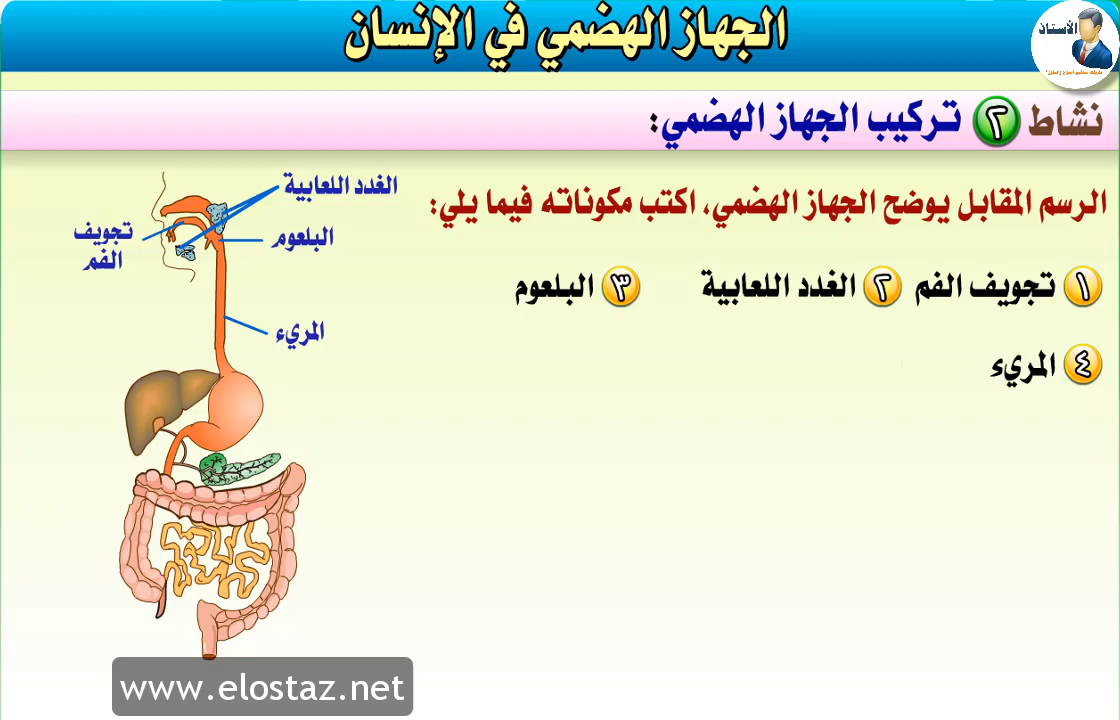 الجهاز الهضمي في الإنسان
الأستاذ
نشاط ٢ تركيب الجهاز الهضمي:
الرسم المقابل يوضح الجهاز الهضمي، اكتب مكوناته فيما يلي:
١ تجويف الفم ٢ الغدد اللعابية ٣ البلعوم
٤ المريء
الغدد اللعابية
تجويف
الفم
البلعوم
المريء
www.elostaz.net